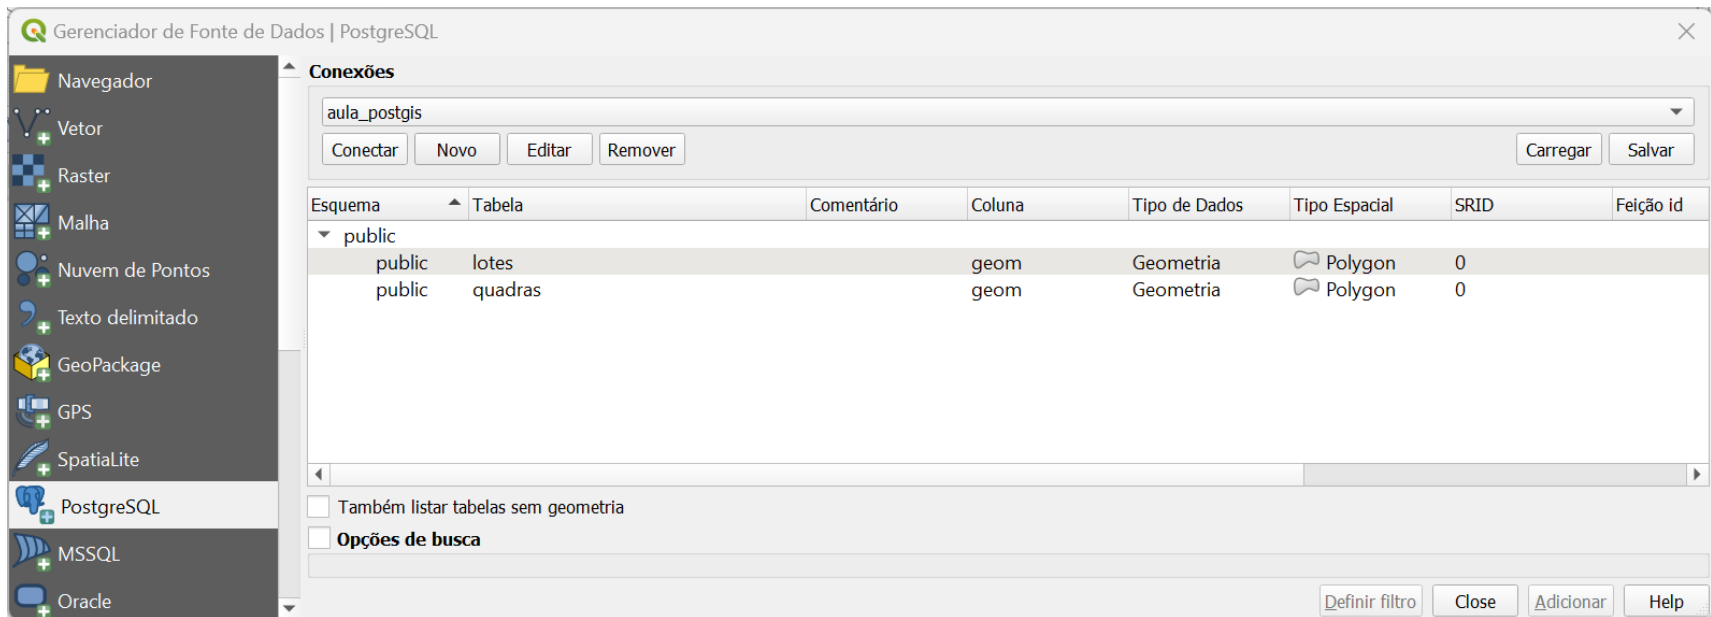 Gerenciador de Fonte de Dados | PostgreSQL
Navegador
Vetor
Raster
Malha
Nuvem de Pontos
Texto delimitado
GeoPackage
GPS
SpatiaLite
PostgreSQL
MSSQL
Oracle
Conexões
aula_postgis
Conectar Novo Editar Remover Carregar Salvar
Esquema Tabela Comentário Coluna Tipo de Dados Tipo Espacial SRID Feição id
public
public lotes geom Geometria Polygon 0
public quadras geom Geometria Polygon 0
Também listar tabelas sem geometria
Opções de busca
Definir filtro Close Adicionar Help